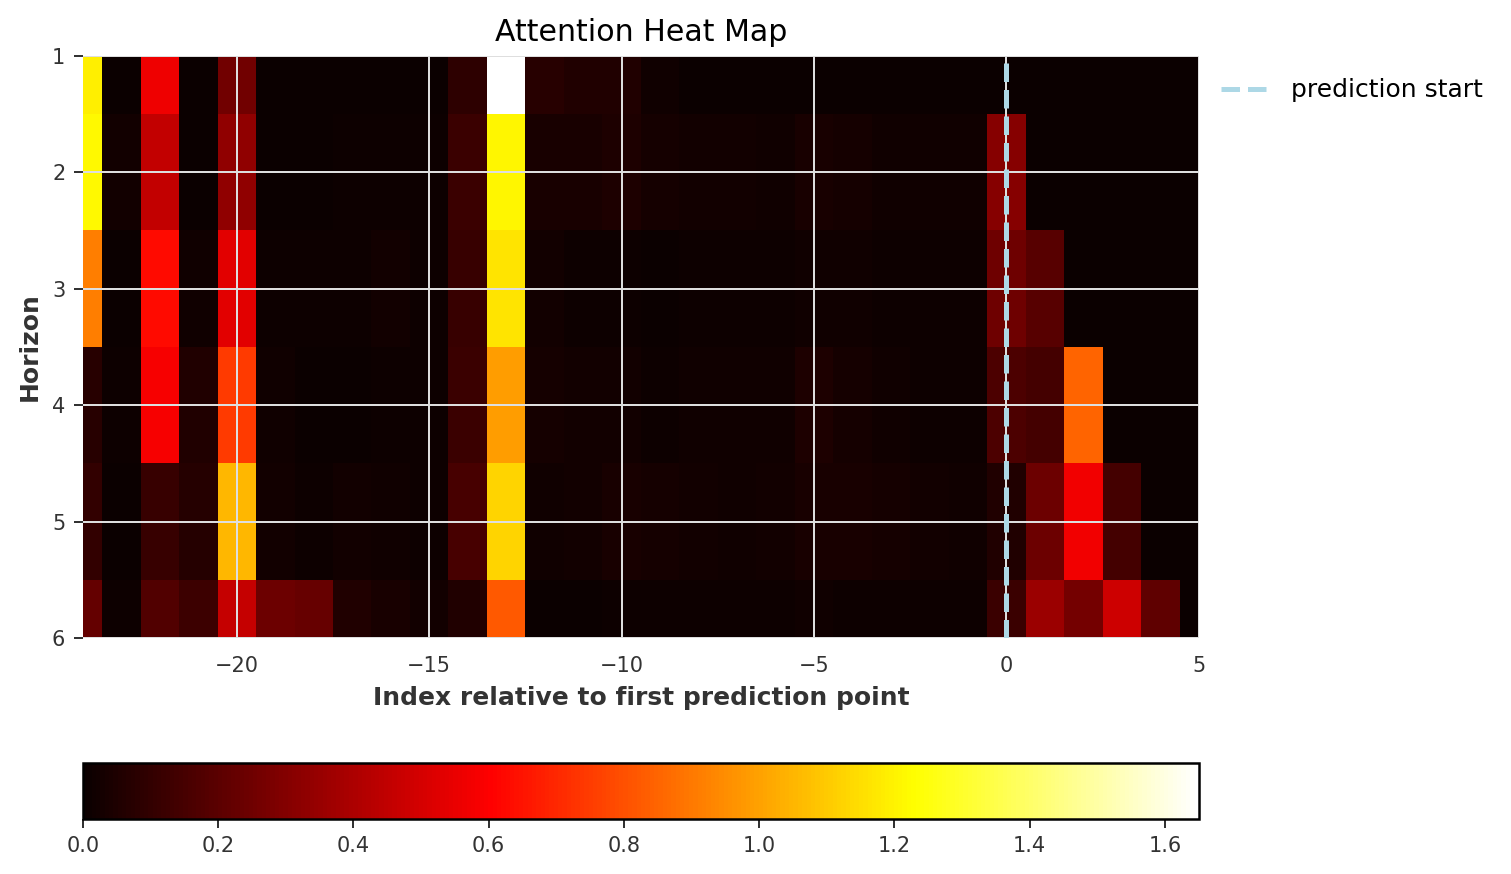 Attention Heat Map
prediction start
Horizon
1
2
3
4
5
6
−20 −15 −10 −5 0 5
Index relative to first prediction point
0.0 0.2 0.4 0.6 0.8 1.0 1.2 1.4 1.6